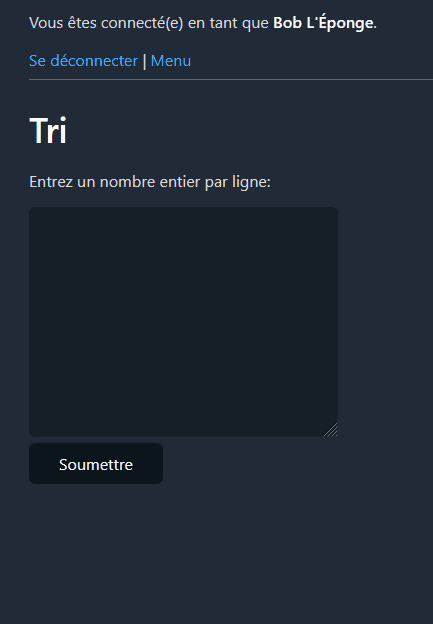 Vous êtes connecté(e) en tant que Bob L'Éponge.
Se déconnecter | Menu
Tri
Entrez un nombre entier par ligne:
Soumettre